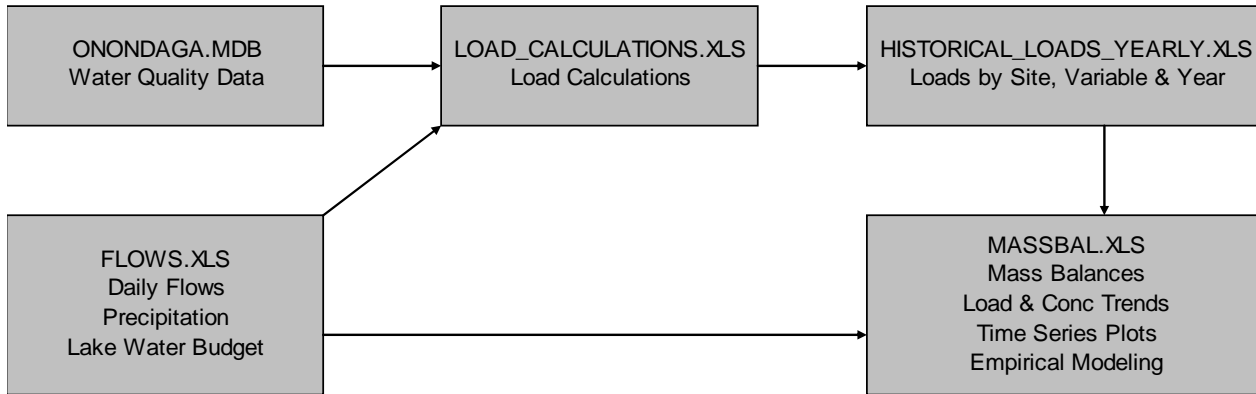 ONONDAGA.MDB
Water Quality Data
LOAD_CALCULATIONS.XLS
Load Calculations
HISTORICAL_LOADS_YEARLY.XLS
Loads by Site, Variable & Year
FLOWS.XLS
Daily Flows
Precipitation
Lake Water Budget
MASSBAL.XLS
Mass Balances
Load & Conc Trends
Time Series Plots
Empirical Modeling